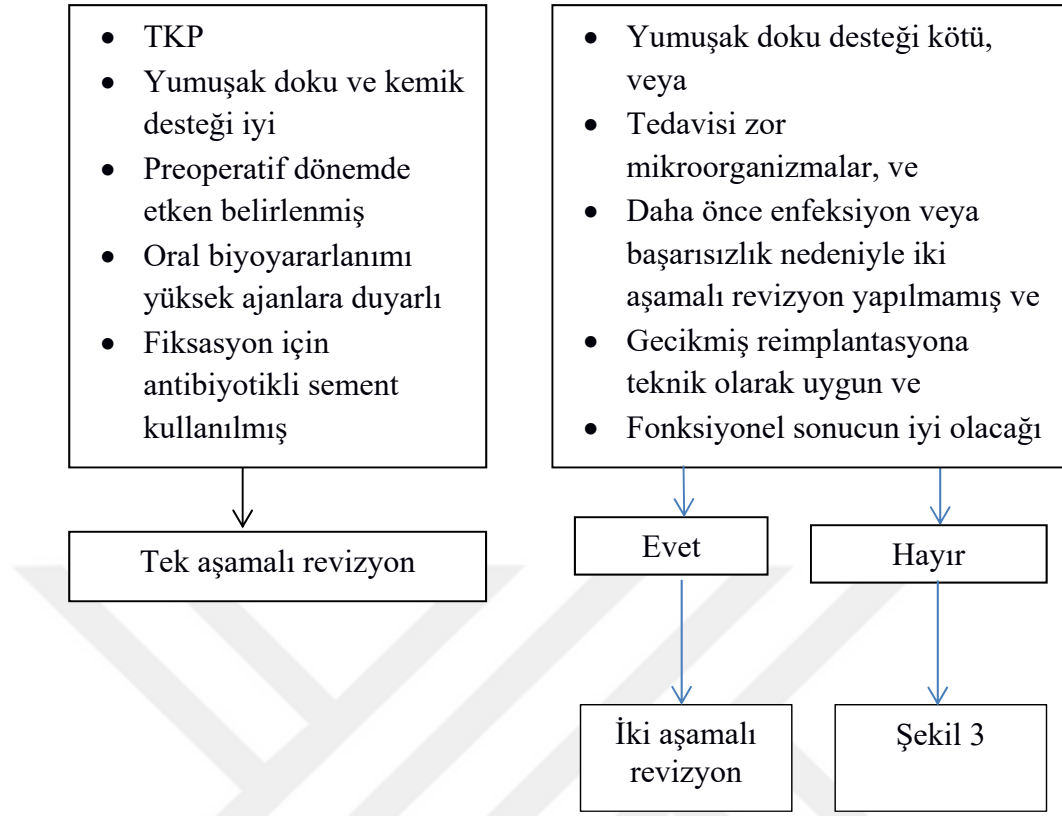 • TKP
• Yumuşak doku ve kemik
desteği iyi
• Preoperatif dönemde
etken belirlenmiş
• Oral biyoyararlanımı
yüksek ajanlara duyarlı
• Fiksasyon için
antibiyotikli sement
kullanılmış
Tek aşamalı revizyon
• Yumuşak doku desteği kötü,
veya
• Tedavisi zor
mikroorganizmalar, ve
• Daha önce enfeksiyon veya
başarısızlık nedeniyle iki
aşamalı revizyon yapılmamış ve
• Gecikmiş reimplantasyona
teknik olarak uygun ve
• Fonksiyonel sonucun iyi olacağı
Evet
Hayır
İki aşamalı
revizyon
Şekil 3